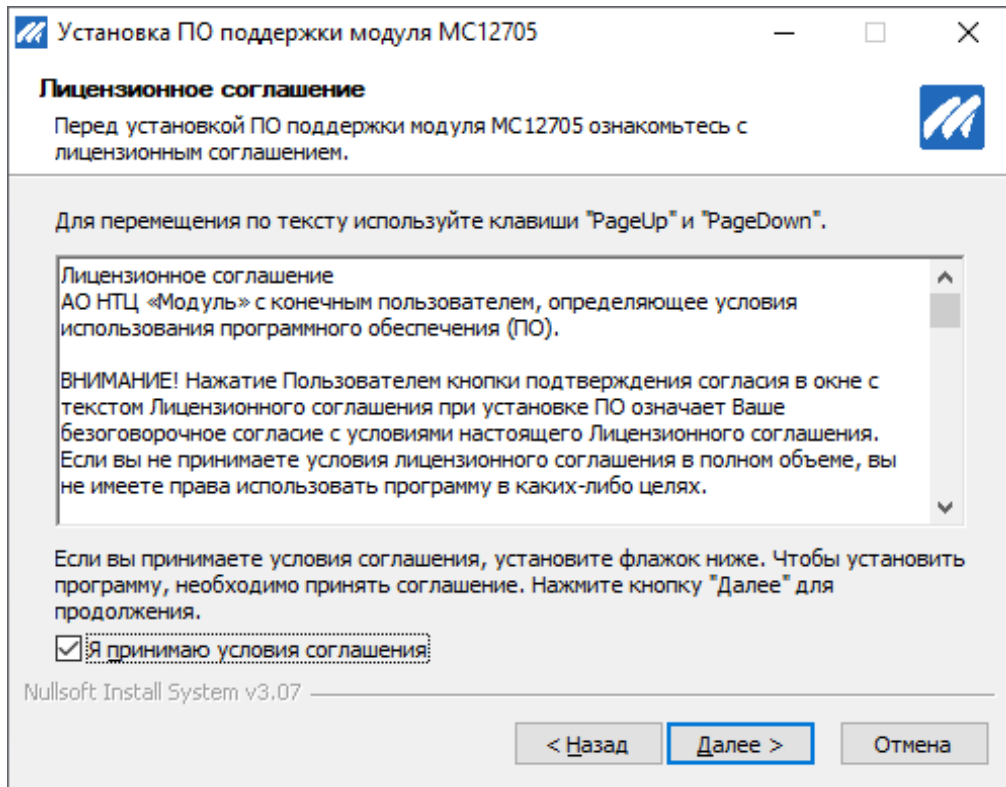 Установка ПО поддержки модуля МС12705
Лицензионное соглашение
Перед установкой ПО поддержки модуля МС12705 ознакомьтесь с
лицензионным соглашением.
Для перемещения по тексту используйте клавиши "PageUp" и "PageDown".
Лицензионное соглашение
АО НТЦ «Модуль» с конечным пользователем, определяющее условия
использования программного обеспечения (ПО).
ВНИМАНИЕ! Нажатие Пользователем кнопки подтверждения согласия в окне с
текстом Лицензионного соглашения при установке ПО означает Ваше
безоговорочное согласие с условиями настоящего Лицензионного соглашения.
Если вы не принимаете условия лицензионного соглашения в полном объеме, вы
не имеете права использовать программу в каких-либо целях.
Если вы принимаете условия соглашения, установите флажок ниже. Чтобы установить
программу, необходимо принять соглашение. Нажмите кнопку "Далее" для
продолжения.
Я принимаю условия соглашения
Nullsoft Install System v3.07
< Назад Далее > Отмена